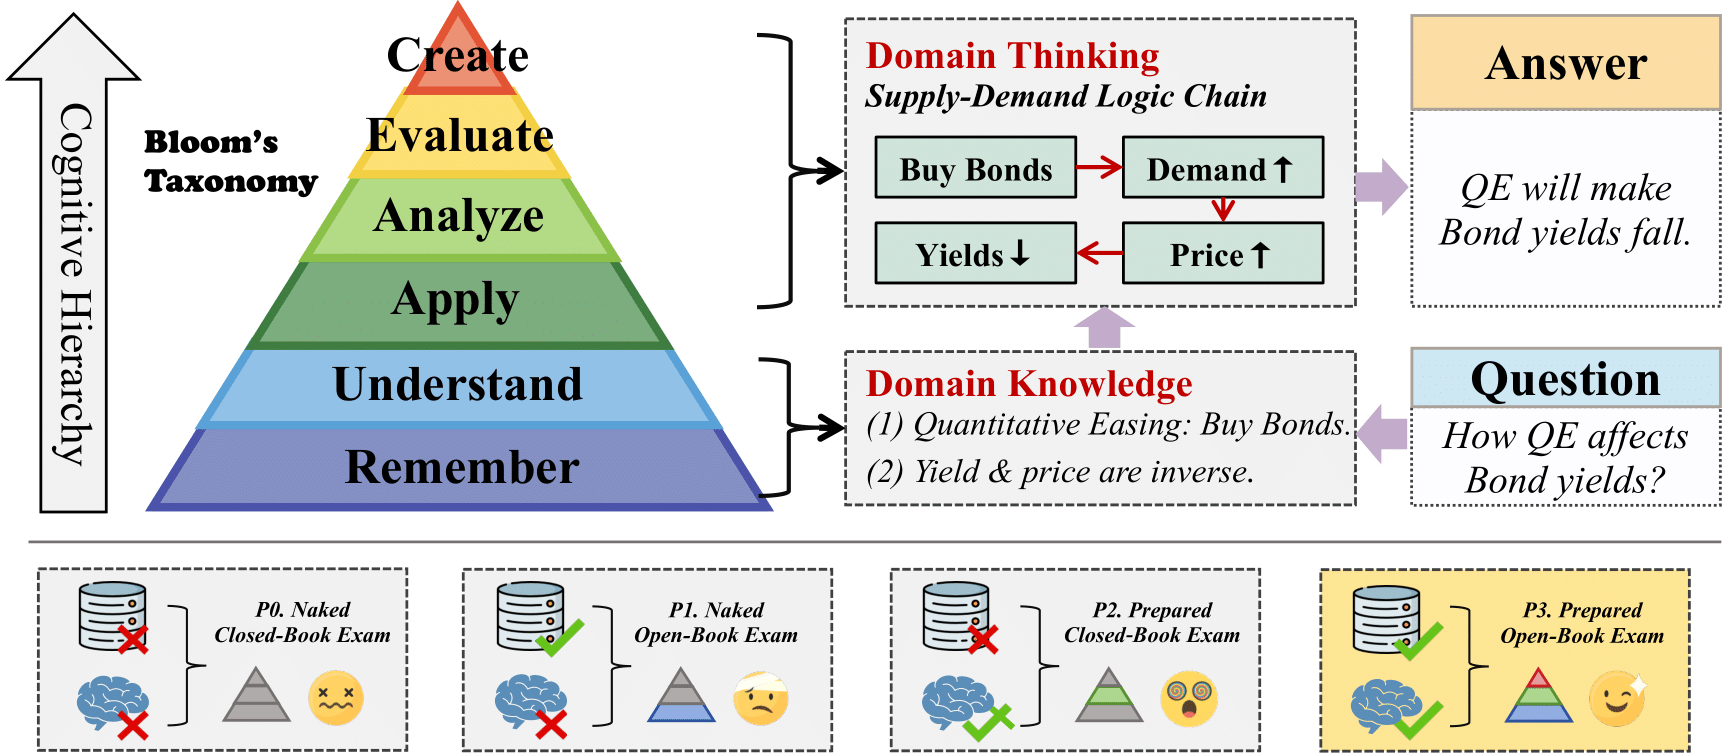 Cognitive Hierarchy
Bloom's
Taxonomy
Create
Evaluate
Analyze
Apply
Understand
Remember
Domain Thinking
Supply-Demand Logic Chain
Buy Bonds
Demand ↑
Yields ↓
Price ↑
Answer
QE will make
Bond yields fall.
Domain Knowledge
(1) Quantitative Easing: Buy Bonds.
(2) Yield & price are inverse.
Question
How QE affects
Bond yields?
P0. Naked
Closed-Book Exam
P1. Naked
Open-Book Exam
P2. Prepared
Closed-Book Exam
P3. Prepared
Open-Book Exam